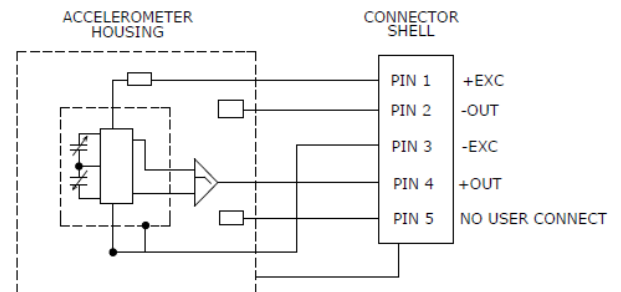 ACCELEROMETER
HOUSING
CONNECTOR
SHELL
PIN 1 +EXC
PIN 2 -OUT
PIN 3 -EXC
PIN 4 +OUT
PIN 5 NO USER CONNECT